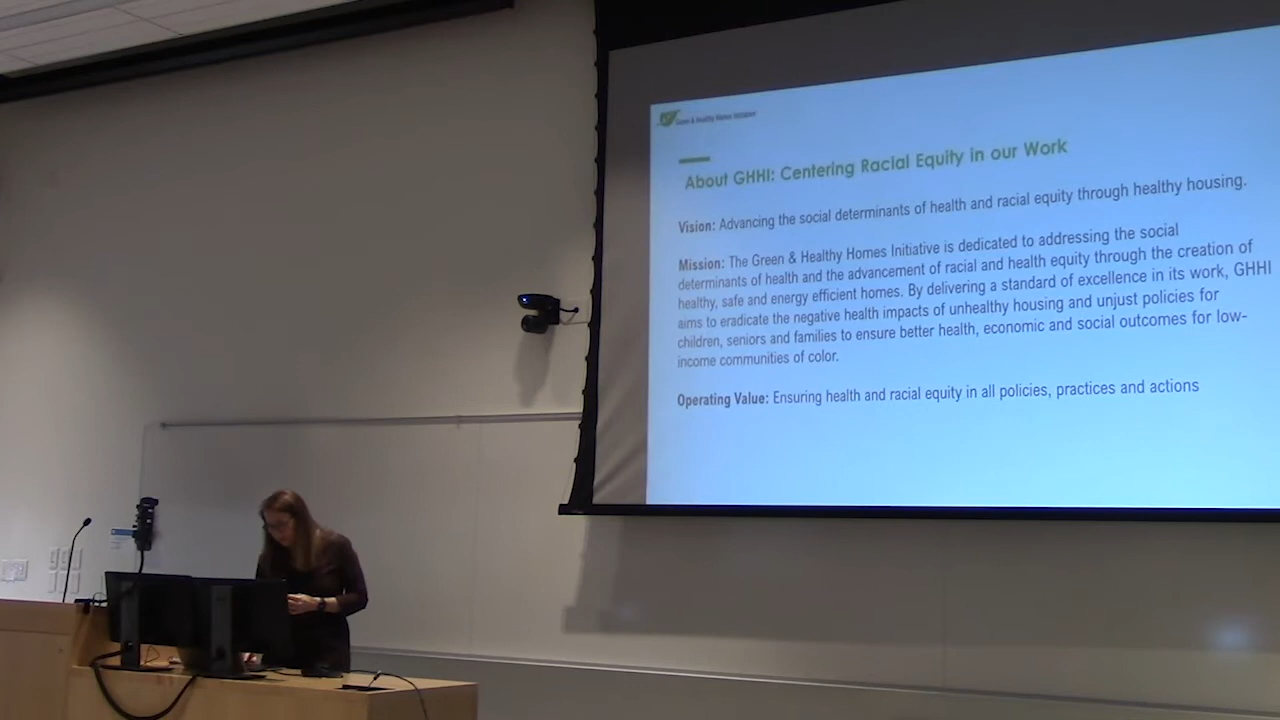 Green & Healthy Homes Initiative
About GHHI: Centering Racial Equity in our Work
Vision: Advancing the social determinants of health and racial equity through healthy housing.
Mission: The Green & Healthy Homes Initiative is dedicated to addressing the social
determinants of health and the advancement of racial and health equity through the creation of
healthy, safe and energy efficient homes. By delivering a standard of excellence in its work, GHHI
aims to eradicate the negative health impacts of unhealthy housing and unjust policies for
children, seniors and families to ensure better health, economic and social outcomes for low-
income communities of color.
Operating Value: Ensuring health and racial equity in all policies, practices and actions